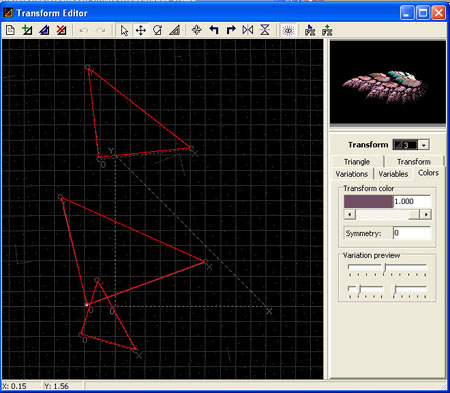 Transform Editor
Transform 3
Triangle Transform
Variations Variables Colors
Transform color
1.000
Symmetry: 0
Variation preview
Y
X
O
X: 0.15 Y: 1.56